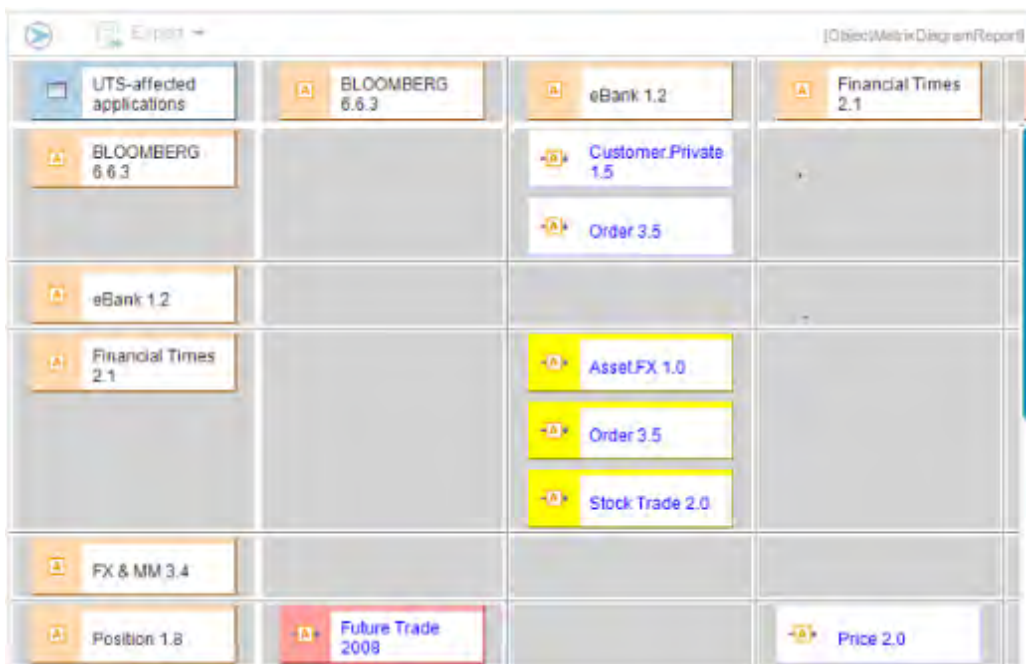 Export
[ObjectMetrixDiagramReport]
UTS-affected
applications
BLOOMBERG
6.6.3
eBank 1.2
Financial Times
2.1
BLOOMBERG
6.6.3
Customer.Private
1.5
Order 3.5
eBank 1.2
Financial Times
2.1
Asset.FX 1.0
Order 3.5
Stock Trade 2.0
FX & MM 3.4
Position 1.8
Future Trade
2008
Price 2.0